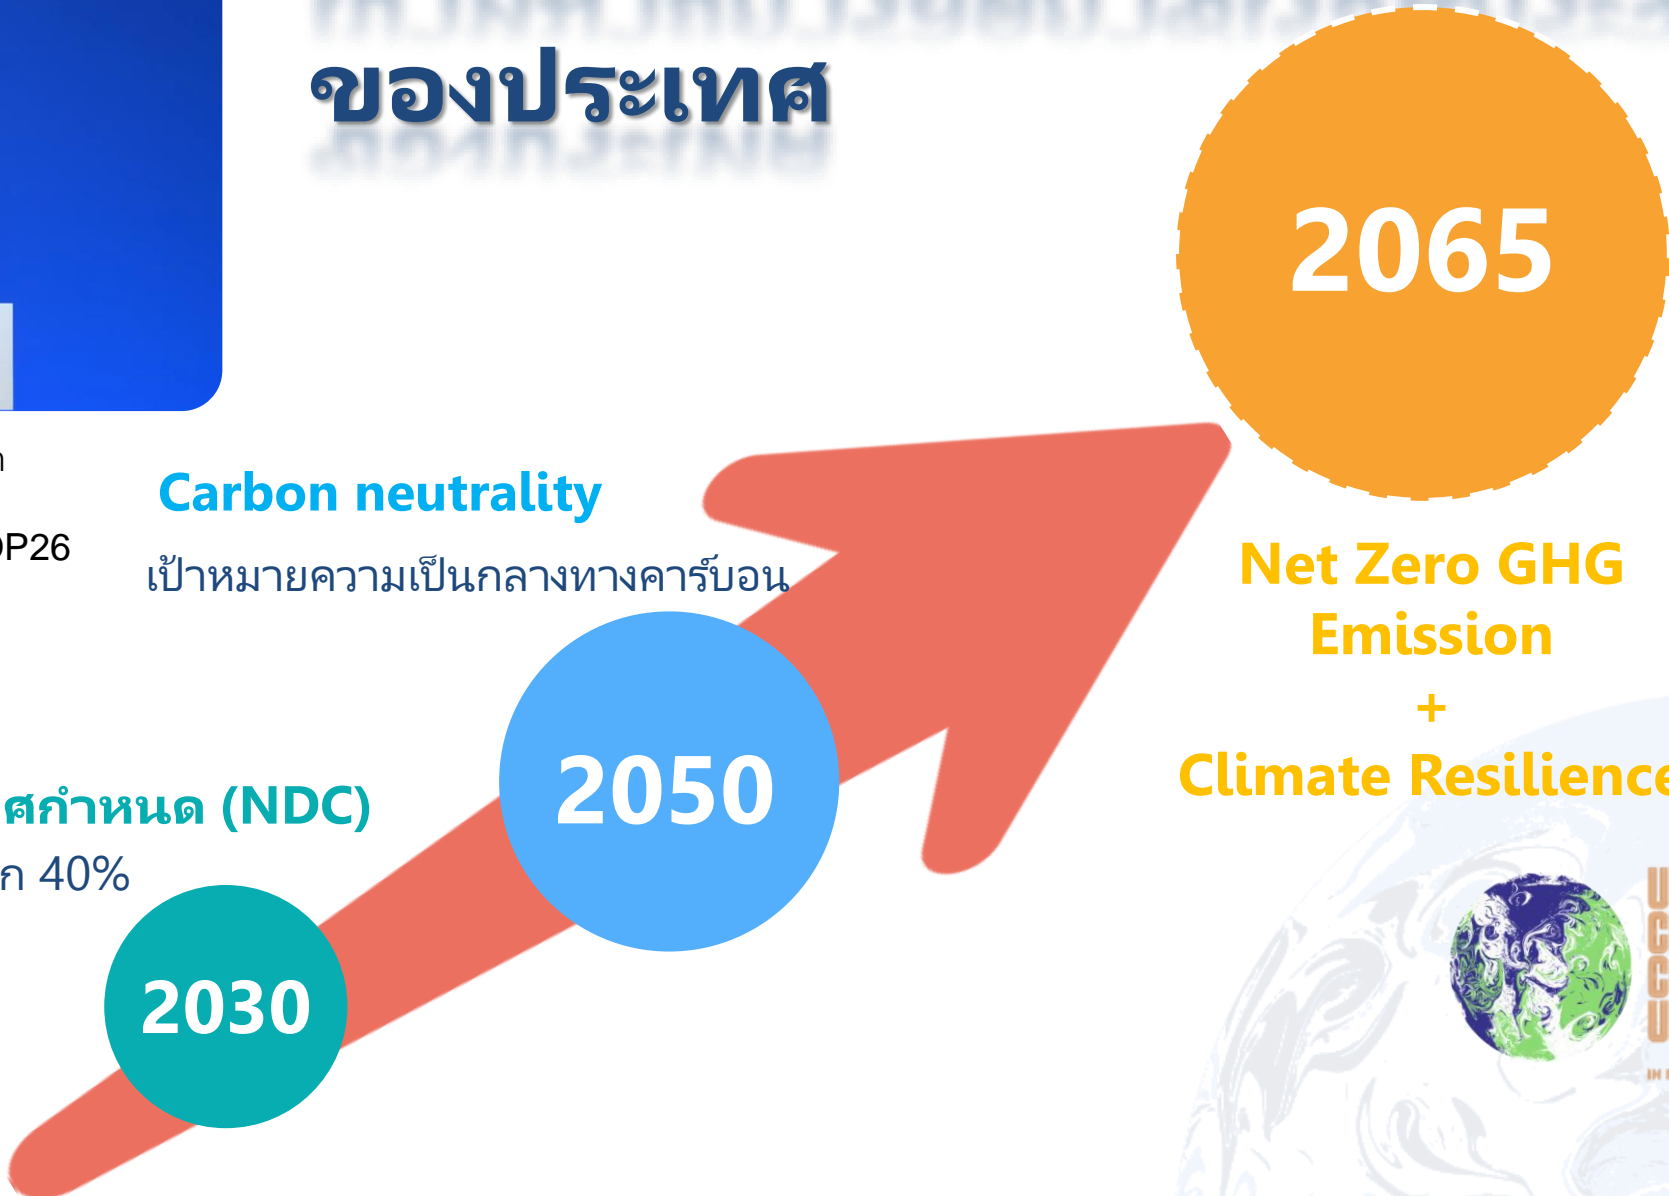 ของประเทศ
2065
Carbon neutrality
OP26
เป้าหมายความเป็นกลางทางคาร์บอน
Net Zero GHG
Emission
+
Climate Resilience
2050
ศกำหนด (NDC)
ก 40%
2030